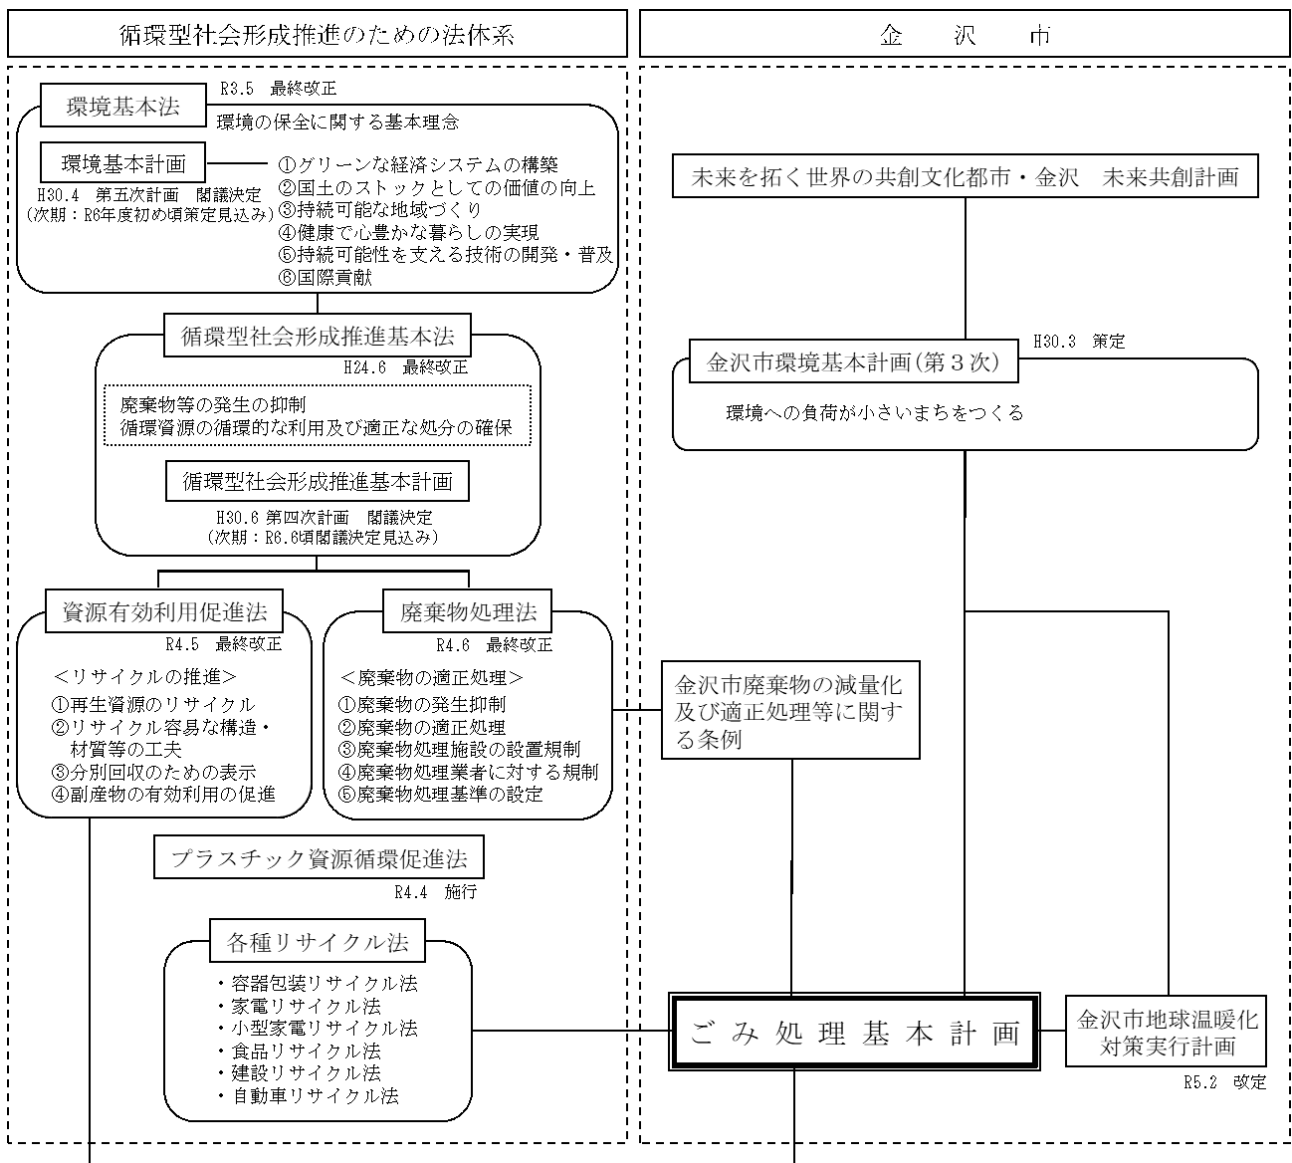 循環型社会形成推進のための法体系
環境基本法
R3.5 最終改正
環境の保全に関する基本理念
環境基本計画
H30.4 第五次計画 閣議決定
(次期：R6年度初め頃策定見込み)
①グリーンな経済システムの構築
②国土のストックとしての価値の向上
③持続可能な地域づくり
④健康で心豊かな暮らしの実現
⑤持続可能性を支える技術の開発・普及
⑥国際貢献
循環型社会形成推進基本法
H24.6 最終改正
廃棄物等の発生の抑制
循環資源の循環的な利用及び適正な処分の確保
循環型社会形成推進基本計画
H30.6 第四次計画 閣議決定
(次期：R6.6頃閣議決定見込み)
資源有効利用促進法
R4.5 最終改正
＜リサイクルの推進＞
①再生資源のリサイクル
②リサイクル容易な構造・
材質等の工夫
③分別回収のための表示
④副産物の有効利用の促進
廃棄物処理法
R4.6 最終改正
＜廃棄物の適正処理＞
①廃棄物の発生抑制
②廃棄物の適正処理
③廃棄物処理施設の設置規制
④廃棄物処理業者に対する規制
⑤廃棄物処理基準の設定
プラスチック資源循環促進法
R4.4 施行
各種リサイクル法
・容器包装リサイクル法
・家電リサイクル法
・小型家電リサイクル法
・食品リサイクル法
・建設リサイクル法
・自動車リサイクル法
金沢市
未来を拓く世界の共創文化都市・金沢 未来共創計画
金沢市環境基本計画(第３次)
H30.3 策定
環境への負荷が小さいまちをつくる
金沢市廃棄物の減量化
及び適正処理等に関す
る条例
ごみ処理基本計画
金沢市地球温暖化
対策実行計画
R5.2 改定